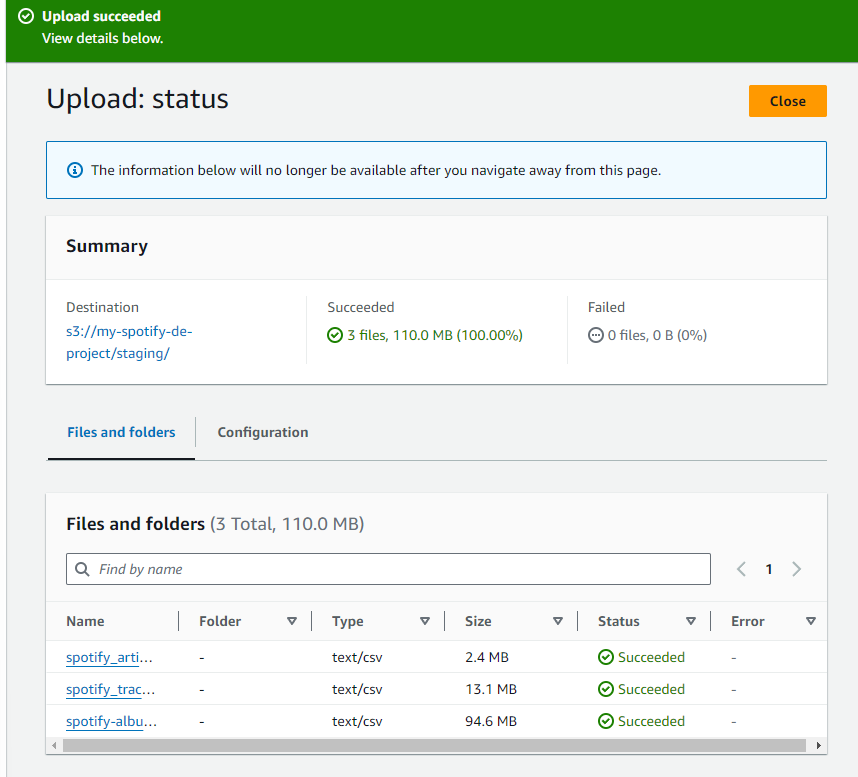 Upload succeeded
View details below.
Upload: status
Close
The information below will no longer be available after you navigate away from this page.
Summary
Destination
s3://my-spotify-de-
project/staging/
Succeeded
3 files, 110.0 MB (100.00%)
Failed
0 files, 0 B (0%)
Files and folders
Configuration
Files and folders (3 Total, 110.0 MB)
Find by name
1
Name Folder Type Size Status Error
spotify_arti... - text/csv 2.4 MB Succeeded -
spotify_trac... - text/csv 13.1 MB Succeeded -
spotify-albu... - text/csv 94.6 MB Succeeded -